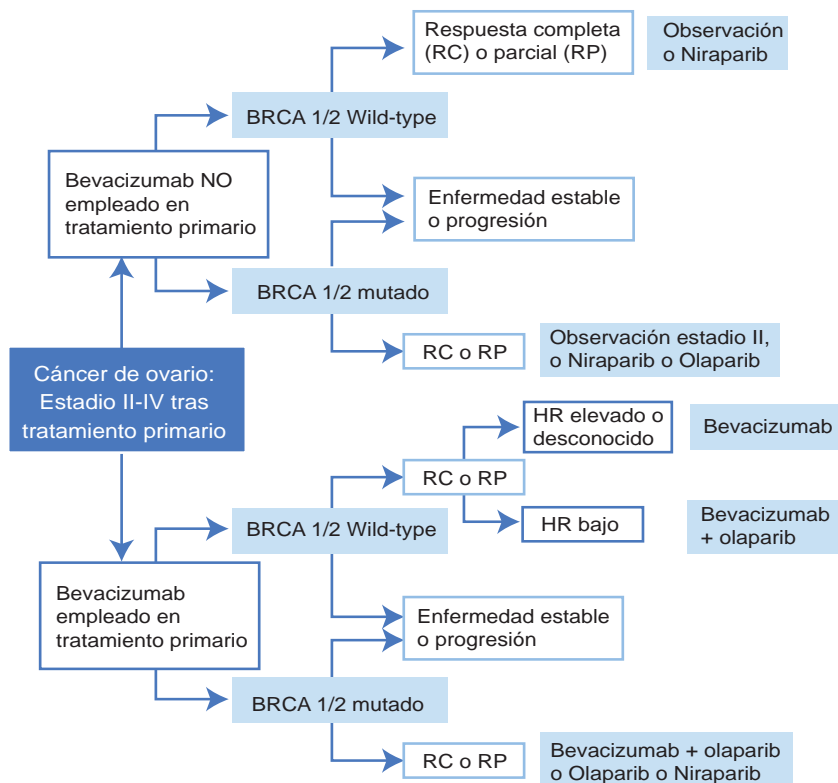 Respuesta completa
(RC) o parcial (RP)
Observación
o Niraparib
BRCA 1/2 Wild-type
Bevacizumab NO
empleado en
tratamiento primario
Enfermedad estable
o progresión
BRCA 1/2 mutado
RC o RP
Observación estadio II,
o Niraparib o Olaparib
Cáncer de ovario:
Estadio II-IV tras
tratamiento primario
HR elevado o
desconocido
Bevacizumab
RC o RP
HR bajo
Bevacizumab
+ olaparib
BRCA 1/2 Wild-type
Bevacizumab
empleado en
tratamiento primario
Enfermedad estable
o progresión
BRCA 1/2 mutado
RC o RP
Bevacizumab + olaparib
o Olaparib o Niraparib